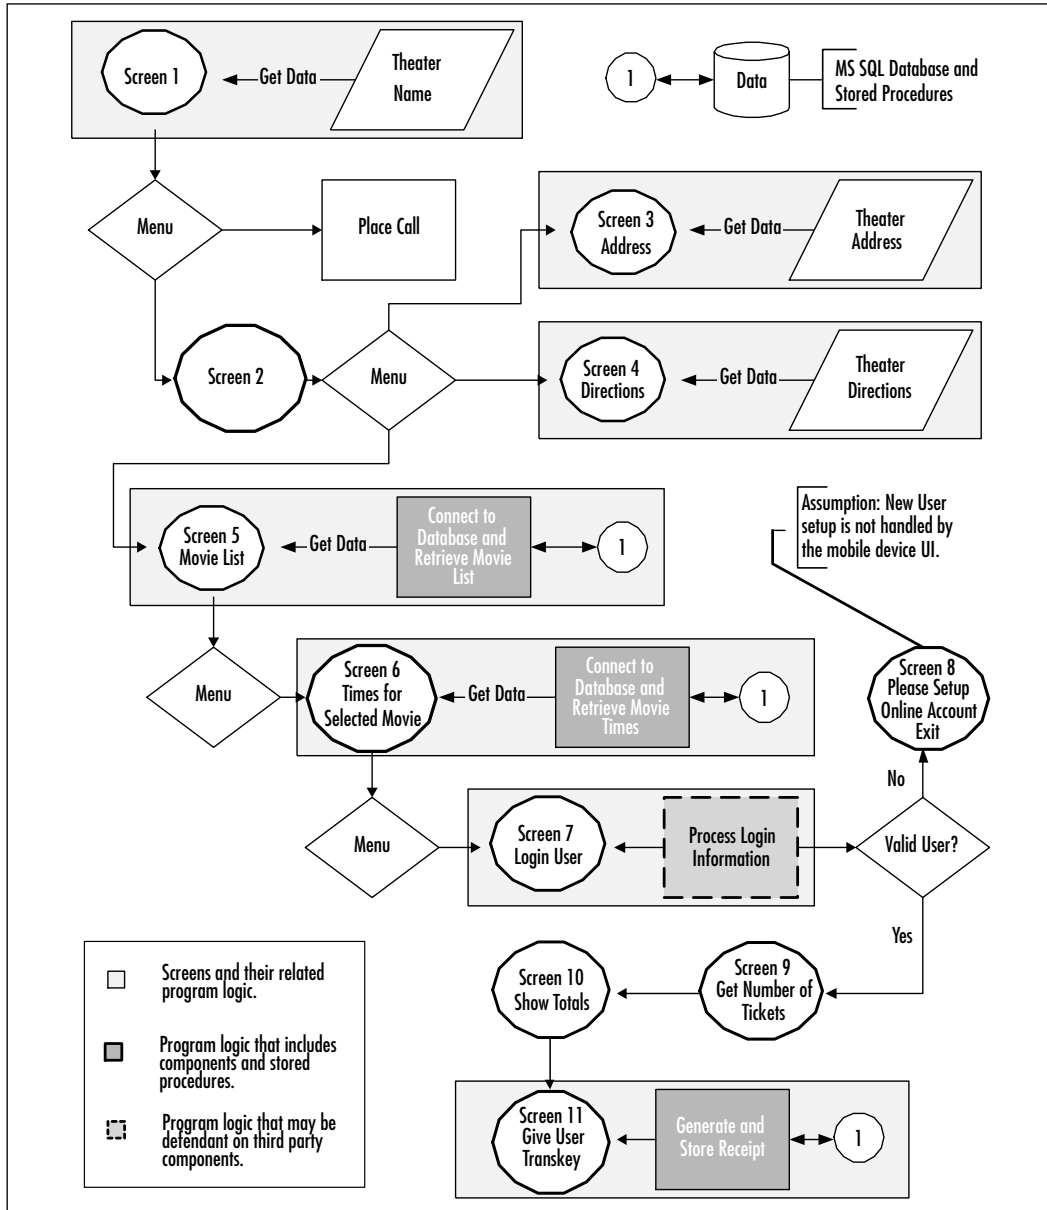 Screen 1
Get Data
Theater
Name
1
Data
MS SQL Database and
Stored Procedures
Menu
Place Call
Screen 3
Address
Get Data
Theater
Address
Screen 2
Menu
Screen 4
Directions
Get Data
Theater
Directions
Screen 5
Movie List
Get Data
Connect to
Database and
Retrieve Movie
List
1
Assumption: New User
setup is not handled by
the mobile device UI.
Menu
Screen 6
Times for
Selected Movie
Get Data
Connect to
Database and
Retrieve Movie
Times
1
Screen 8
Please Setup
Online Account
Exit
No
Menu
Screen 7
Login User
Process Login
Information
Valid User?
Yes
Screen 10
Show Totals
Screen 9
Get Number of
Tickets
Screens and their related
program logic.
Program logic that includes
components and stored
procedures.
Program logic that may be
defendant on third party
components.
Screen 11
Give User
Transkey
Generate and
Store Receipt
1